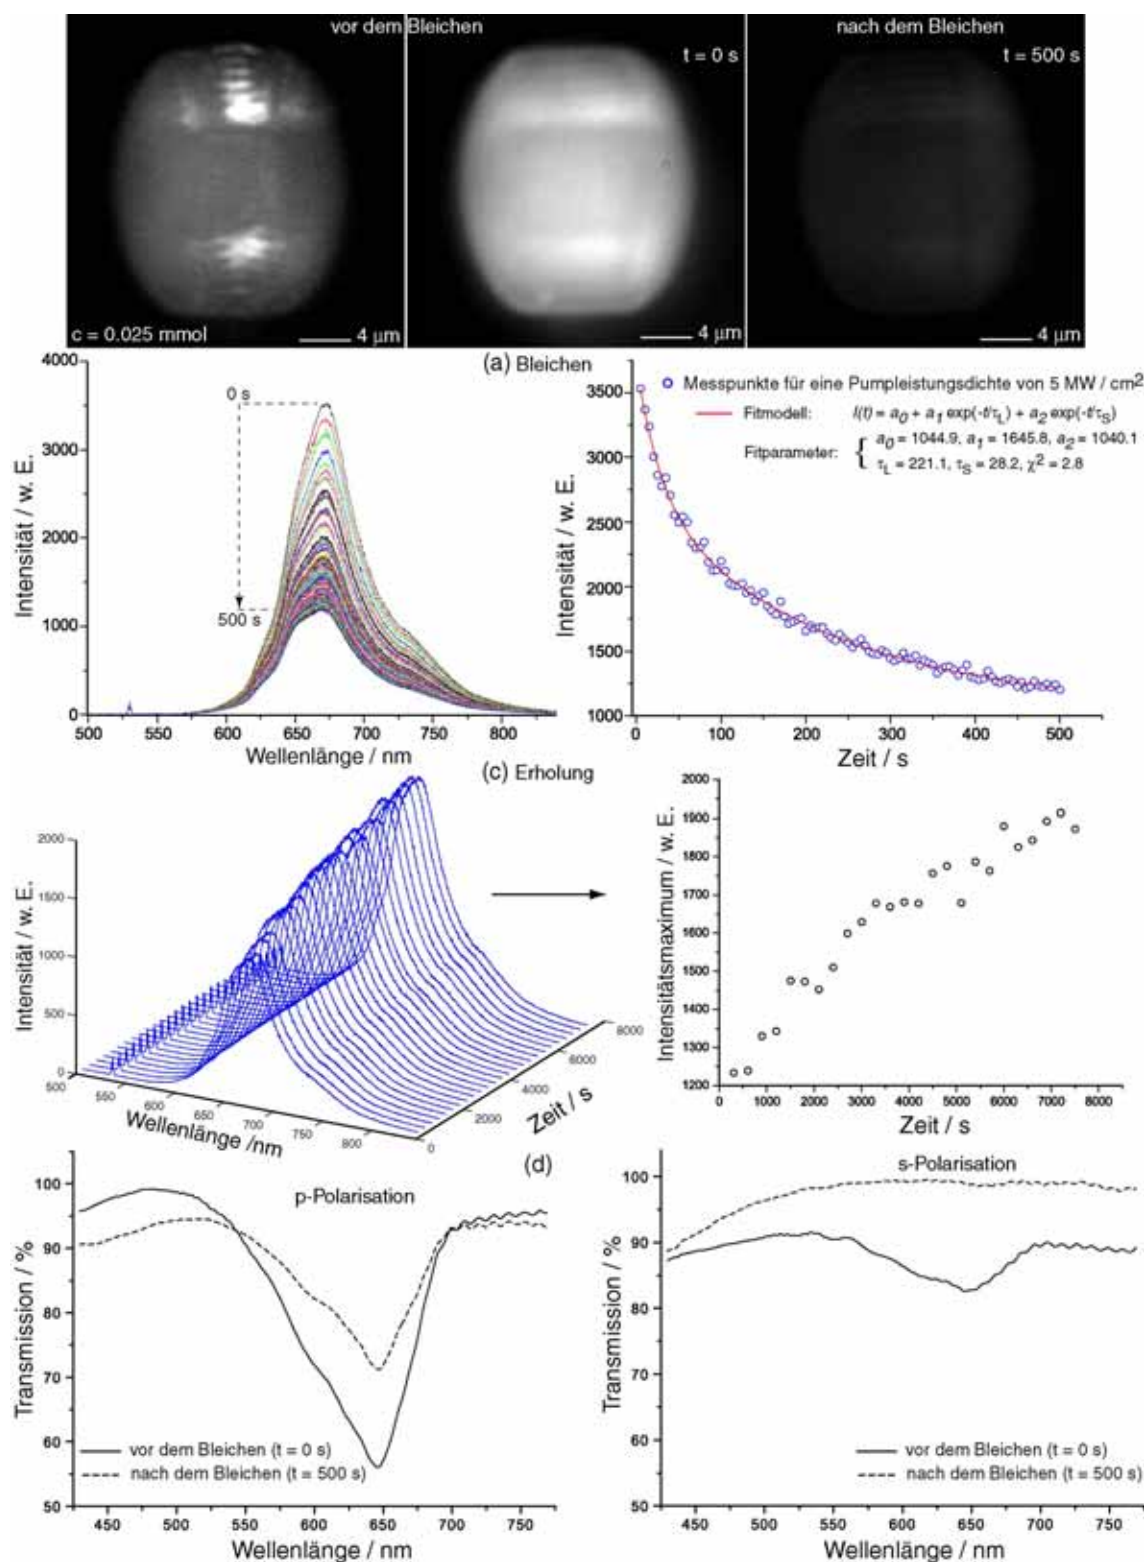 vor dem Bleichen
nach dem Bleichen
t = 0 s
t = 500 s
c = 0.025 mmol
4 µm
4 µm
4 µm
(a) Bleichen
4000
3000
2000
1000
0
0 s
500 s
500 550 600 650 700 750 800
Wellenlänge / nm
Intensität / w. E.
Messpunkte für eine Pumpleistungsdichte von 5 MW / cm²
Fitmodell: I(t) = a₀ + a₁ exp(-t/τL) + a₂ exp(-t/τS)
Fitparameter: { a₀ = 1044.9, a₁ = 1645.8, a₂ = 1040.1
τL = 221.1, τS = 28.2, χ² = 2.8
3500
3000
2500
2000
1500
1000
0 100 200 300 400 500
Zeit / s
Intensität / w. E.
(c) Erholung
2000
1500
1000
500
0
Intensität / w. E.
500 550 600 650 700 750 800
Wellenlänge /nm
0 2000 4000 6000 8000
Zeit / s
2000
1900
1800
1700
1600
1500
1400
1300
1200
0 1000 2000 3000 4000 5000 6000 7000 8000
Zeit / s
Intensitätsmaximum / w. E.
(d)
p-Polarisation
100
90
80
70
60
50
Transmission / %
vor dem Bleichen (t = 0 s)
nach dem Bleichen (t = 500 s)
450 500 550 600 650 700 750
Wellenlänge / nm
s-Polarisation
100
90
80
70
60
50
Transmission / %
vor dem Bleichen (t = 0 s)
nach dem Bleichen (t = 500 s)
450 500 550 600 650 700 750
Wellenlänge / nm